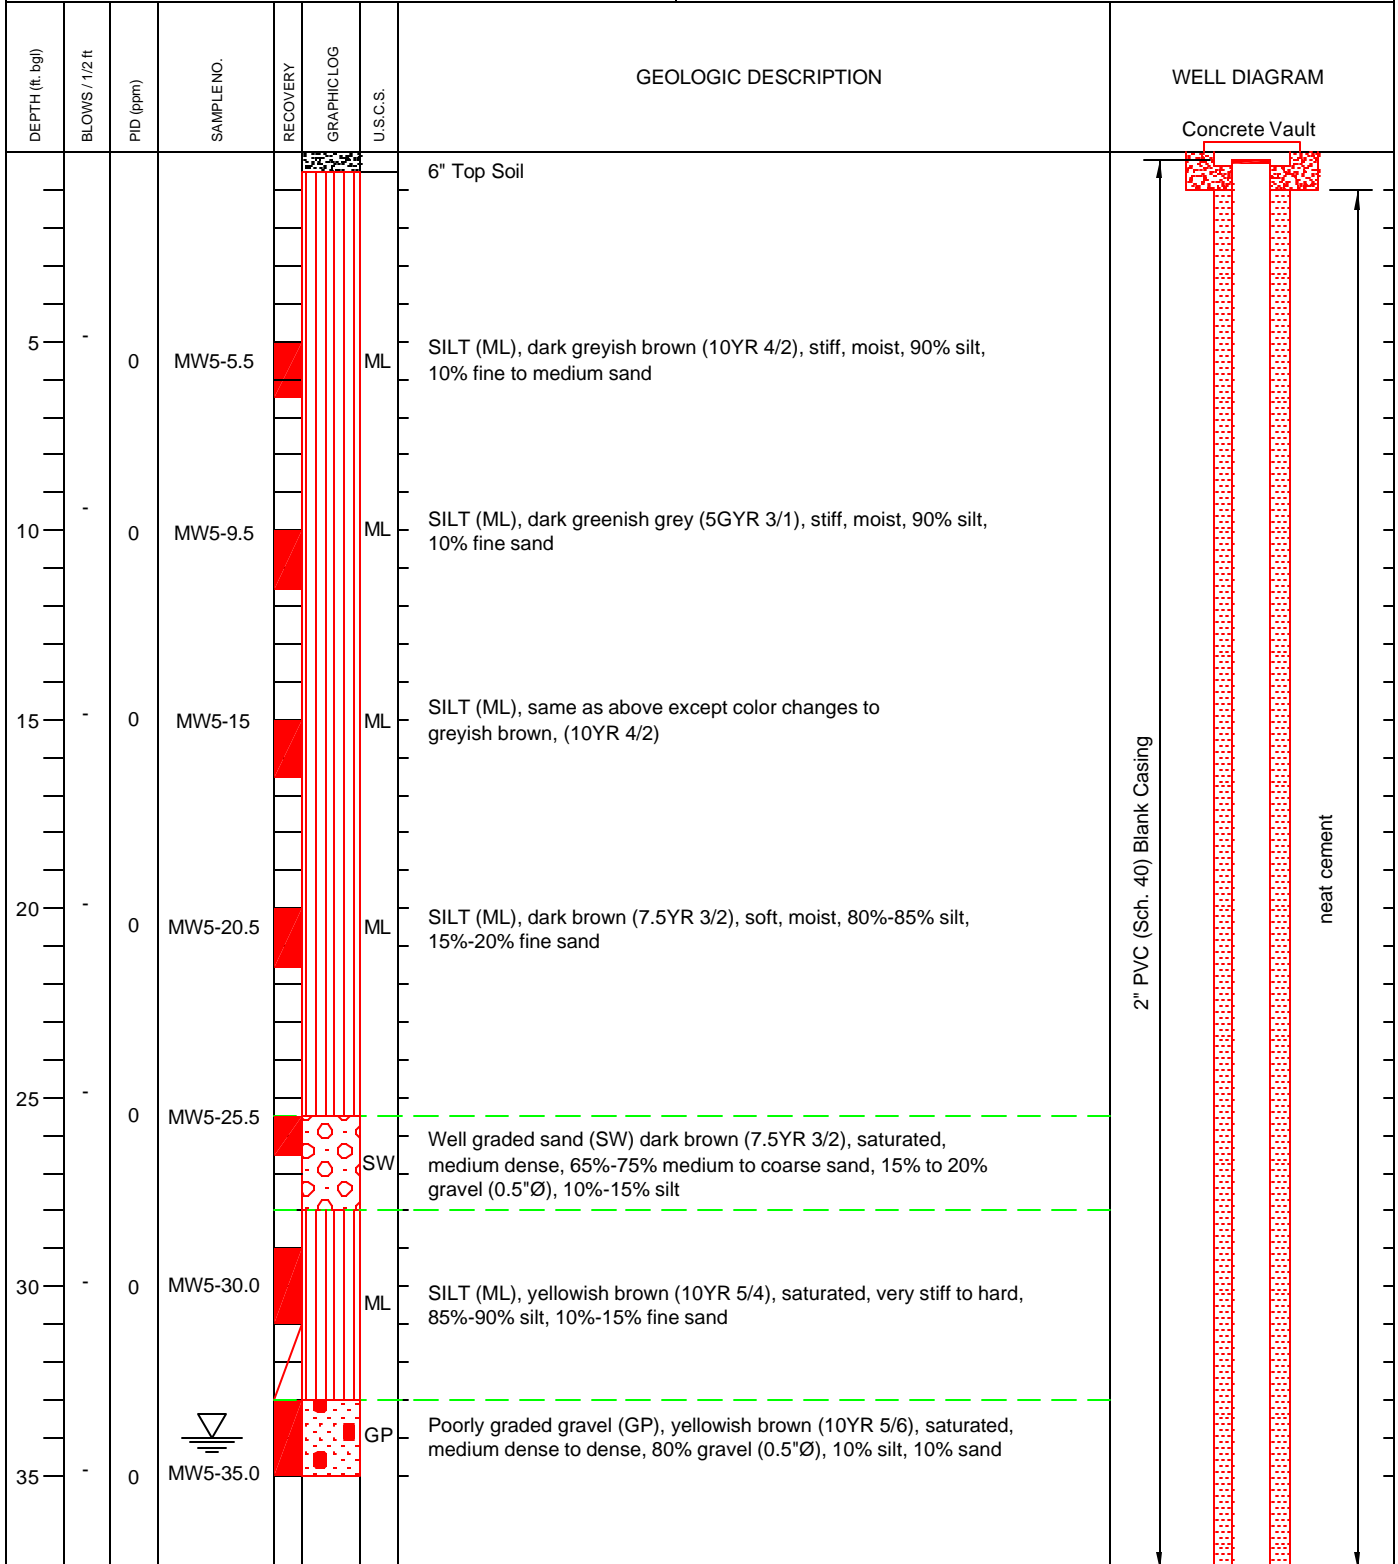 DEPTH (ft. bgl)
BLOWS / 1/2 ft
PID (ppm)
SAMPLE NO.
RECOVERY
GRAPHIC LOG
U.S.C.S.
GEOLOGIC DESCRIPTION
WELL DIAGRAM
Concrete Vault
6" Top Soil
5
-
0
MW5-5.5
ML
SILT (ML), dark greyish brown (10YR 4/2), stiff, moist, 90% silt,
10% fine to medium sand
10
-
0
MW5-9.5
ML
SILT (ML), dark greenish grey (5GYR 3/1), stiff, moist, 90% silt,
10% fine sand
15
-
0
MW5-15
ML
SILT (ML), same as above except color changes to
greyish brown, (10YR 4/2)
2" PVC (Sch. 40) Blank Casing
neat cement
20
-
0
MW5-20.5
ML
SILT (ML), dark brown (7.5YR 3/2), soft, moist, 80%-85% silt,
15%-20% fine sand
25
-
0
MW5-25.5
SW
Well graded sand (SW) dark brown (7.5YR 3/2), saturated,
medium dense, 65%-75% medium to coarse sand, 15% to 20%
gravel (0.5"Ø), 10%-15% silt
30
-
0
MW5-30.0
ML
SILT (ML), yellowish brown (10YR 5/4), saturated, very stiff to hard,
85%-90% silt, 10%-15% fine sand
GP
Poorly graded gravel (GP), yellowish brown (10YR 5/6), saturated,
medium dense to dense, 80% gravel (0.5"Ø), 10% silt, 10% sand
35
-
0
MW5-35.0